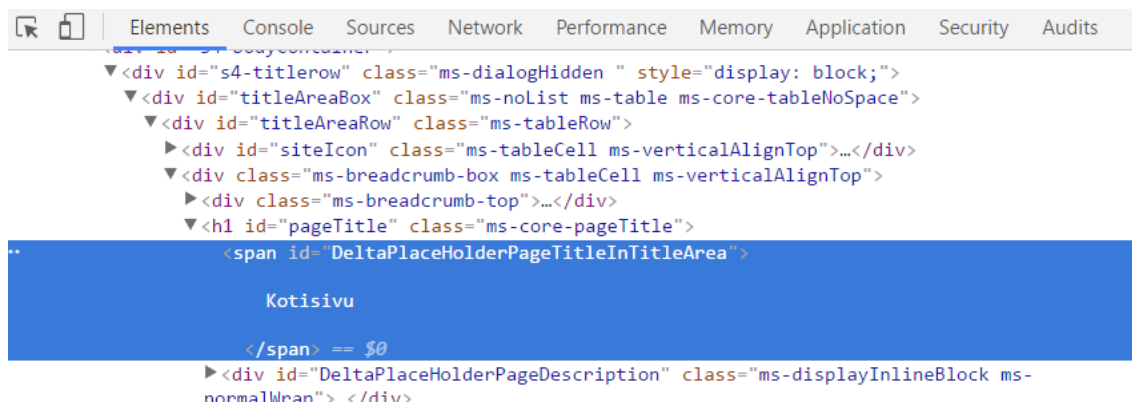 Elements Console Sources Network Performance Memory Application Security Audits
▼<div id="s4-titlerow" class="ms-dialogHidden " style="display: block;">
▼<div id="titleAreaBox" class="ms-noList ms-table ms-core-tableNoSpace">
▼<div id="titleAreaRow" class="ms-tableRow">
▶<div id="siteIcon" class="ms-tableCell ms-verticalAlignTop">…</div>
▼<div class="ms-breadcrumb-box ms-tableCell ms-verticalAlignTop">
▶<div class="ms-breadcrumb-top">…</div>
▼<h1 id="pageTitle" class="ms-core-pageTitle">
<span id="DeltaPlaceHolderPageTitleInTitleArea">
Kotisivu
</span> == $0
▶<div id="DeltaPlaceHolderPageDescription" class="ms-displayInlineBlock ms-
normalWrap"> </div>